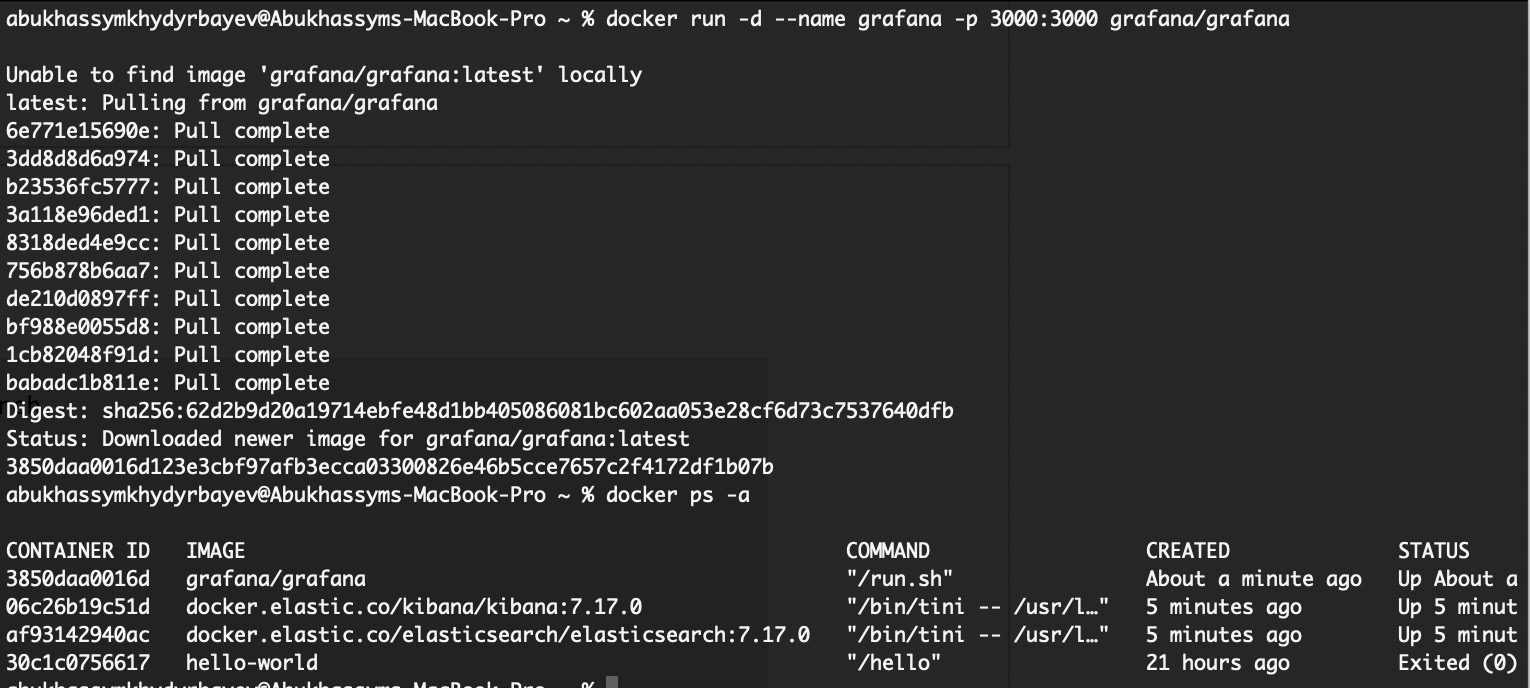 abukhassymkhydyrbayev@Abukhassyms-MacBook-Pro ~ % docker run -d --name grafana -p 3000:3000 grafana/grafana
Unable to find image 'grafana/grafana:latest' locally
latest: Pulling from grafana/grafana
6e771e15690e: Pull complete
3dd8d8d6a974: Pull complete
b23536fc5777: Pull complete
3a118e96ded1: Pull complete
8318ded4e9cc: Pull complete
756b878b6aa7: Pull complete
de210d0897ff: Pull complete
bf988e0055d8: Pull complete
1cb82048f91d: Pull complete
babadc1b811e: Pull complete
Digest: sha256:62d2b9d20a19714ebfe48d1bb405086081bc602aa053e28cf6d73c7537640dfb
Status: Downloaded newer image for grafana/grafana:latest
3850daa0016d123e3cbf97afb3ecca03300826e46b5cce7657c2f4172df1b07b
abukhassymkhydyrbayev@Abukhassyms-MacBook-Pro ~ % docker ps -a
CONTAINER ID IMAGE COMMAND CREATED STATUS
3850daa0016d grafana/grafana "/run.sh" About a minute ago Up About a
06c26b19c51d docker.elastic.co/kibana/kibana:7.17.0 "/bin/tini -- /usr/l…" 5 minutes ago Up 5 minut
af93142940ac docker.elastic.co/elasticsearch/elasticsearch:7.17.0 "/bin/tini -- /usr/l…" 5 minutes ago Up 5 minut
30c1c0756617 hello-world "/hello" 21 hours ago Exited (0)
abukhassymkhydyrbayev@Abukhassyms-MacBook-Pro ~ %